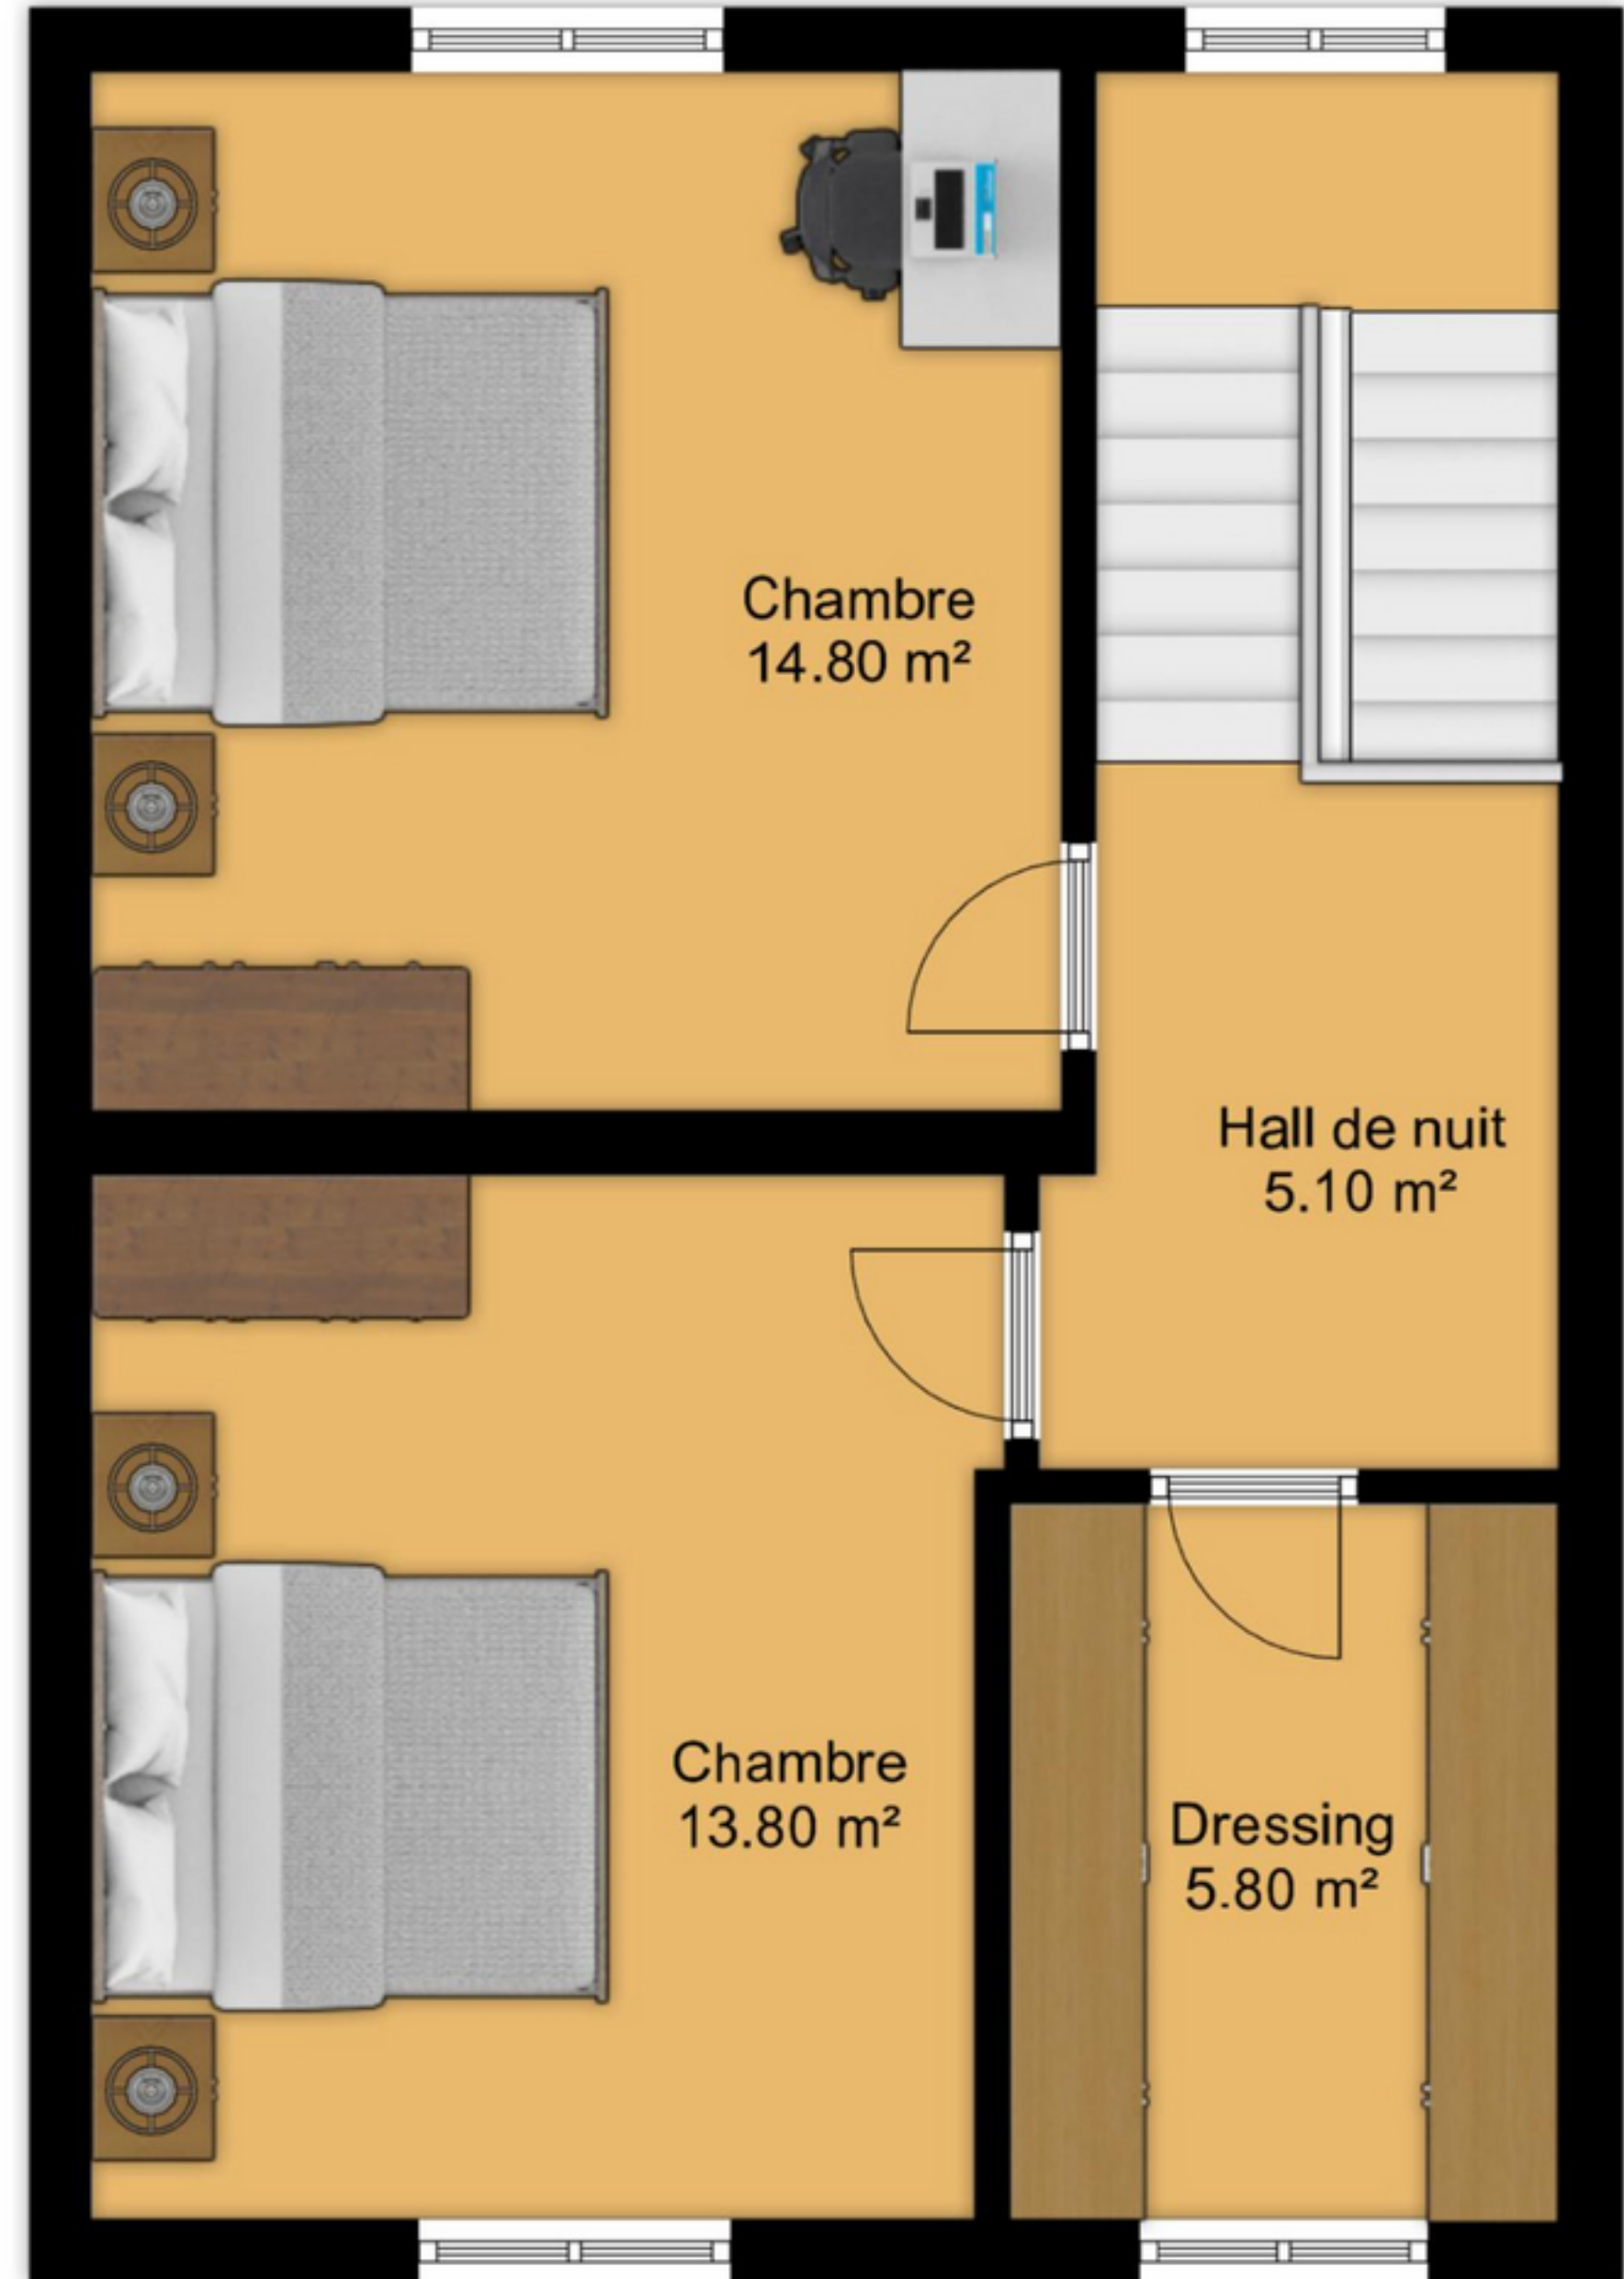 Chambre
14.80 m²
Hall de nuit
5.10 m²
Chambre
13.80 m²
Dressing
5.80 m²